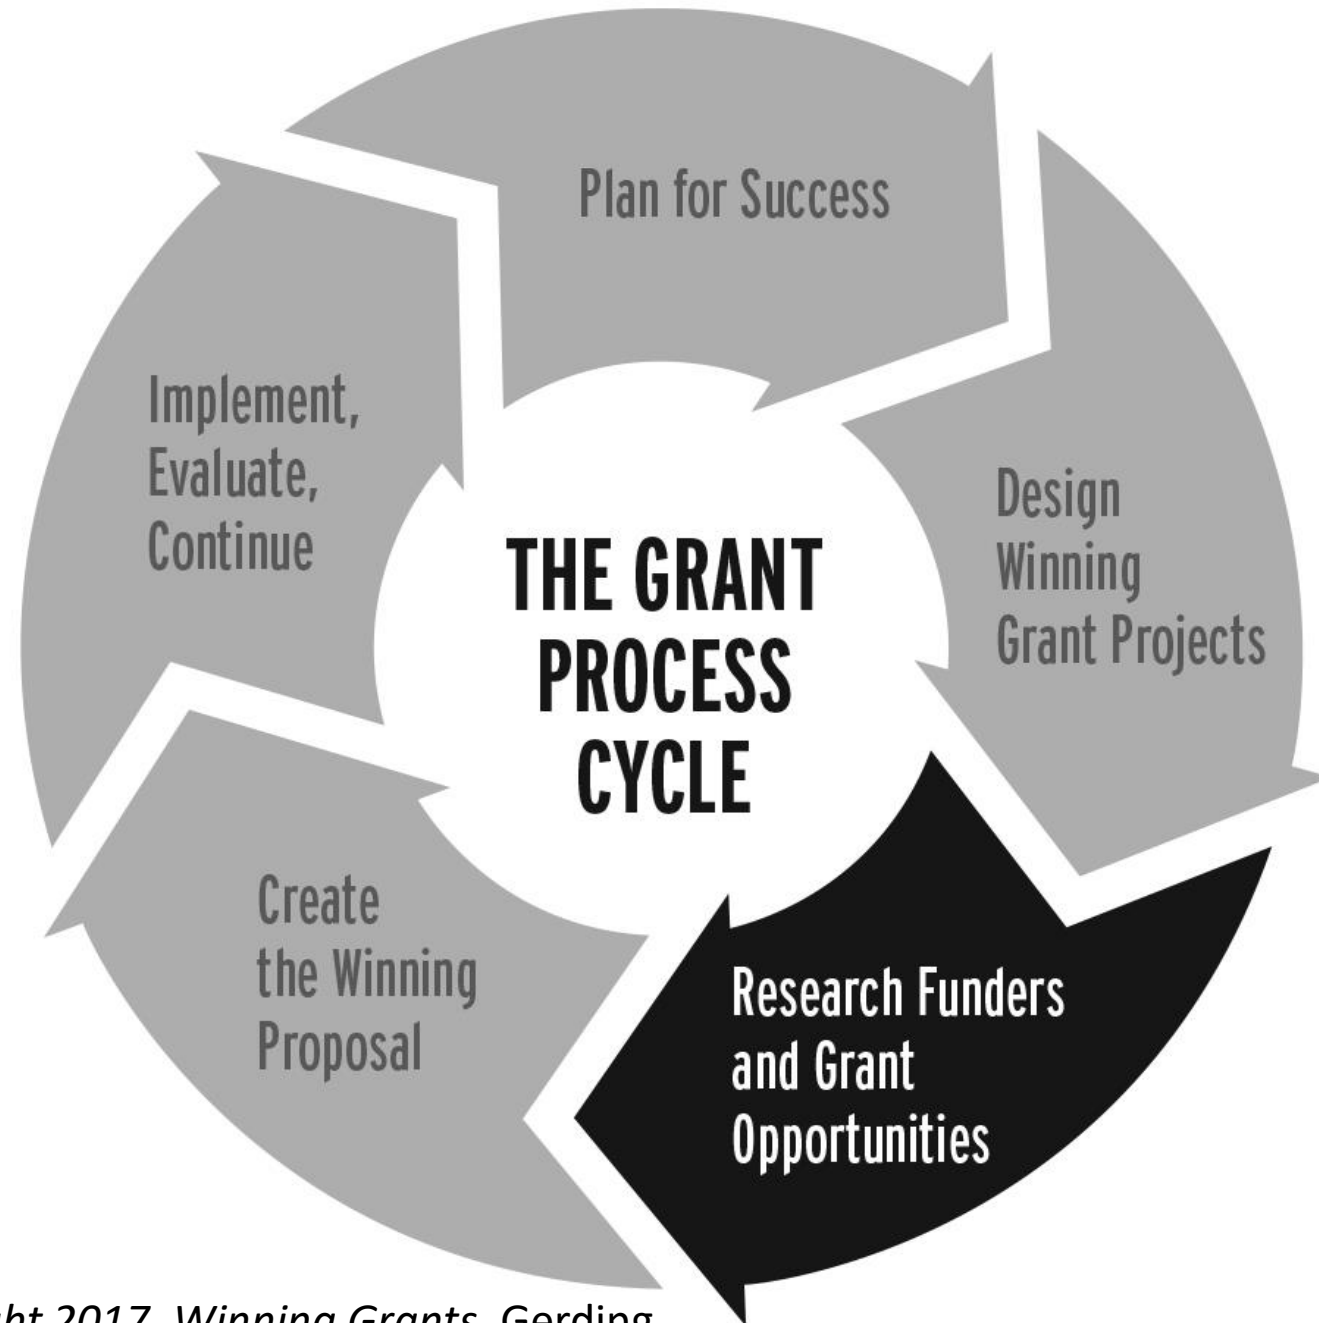 Plan for Success
Design
Winning
Grant Projects
Research Funders
and Grant
Opportunities
Create
the Winning
Proposal
Implement,
Evaluate,
Continue
THE GRANT
PROCESS
CYCLE
2017, Winning Grants, Gerding